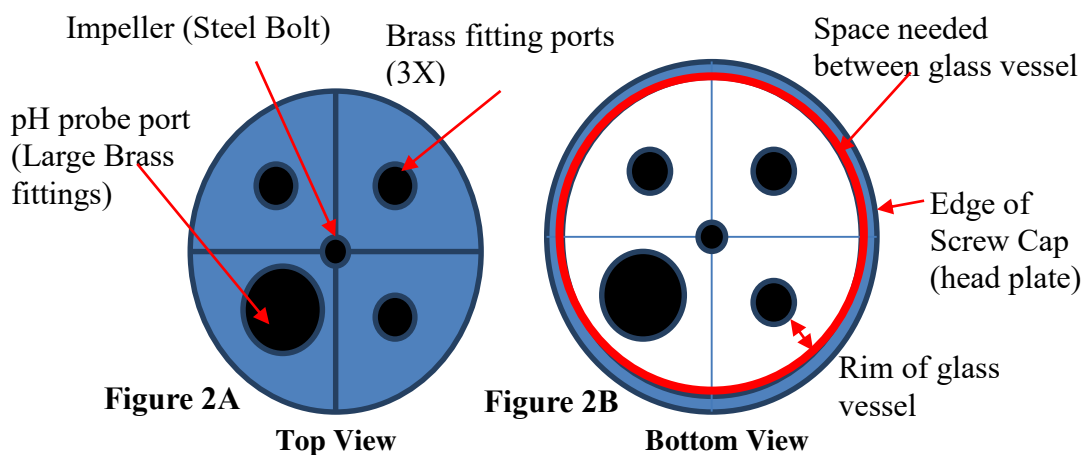 Impeller (Steel Bolt)
Brass fitting ports
(3X)
pH probe port
(Large Brass
fittings)
Figure 2A
Top View
Space needed
between glass vessel
Edge of
Screw Cap
(head plate)
Rim of glass
vessel
Figure 2B
Bottom View